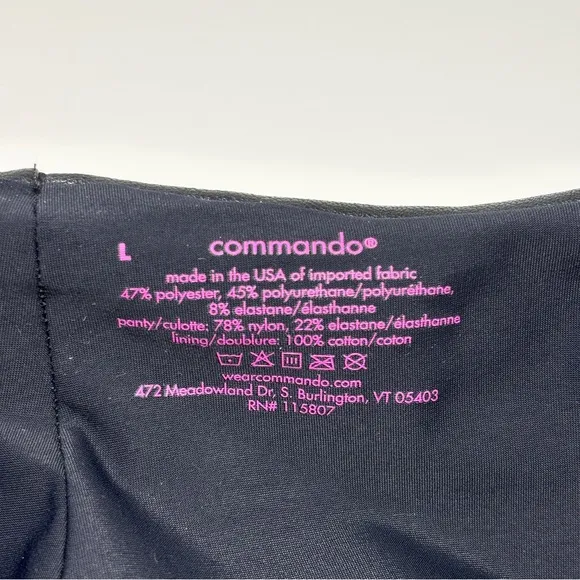 L commando®
made in the USA of imported fabric
47% polyester, 45% polyurethane/polyuréthane,
8% elastane/élasthanne
panty/culotte: 78% nylon, 22% elastane/élasthanne
lining/doublure: 100% cotton/coton
wearcommando.com
472 Meadowland Dr, S. Burlington, VT 05403
RN# 115807